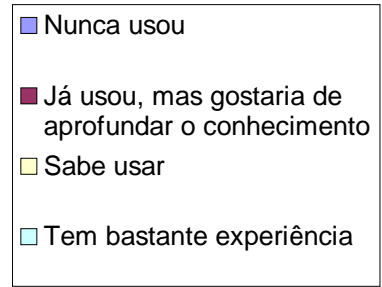 Nunca usou
Já usou, mas gostaria de
aprofundar o conhecimento
Sabe usar
Tem bastante experiência